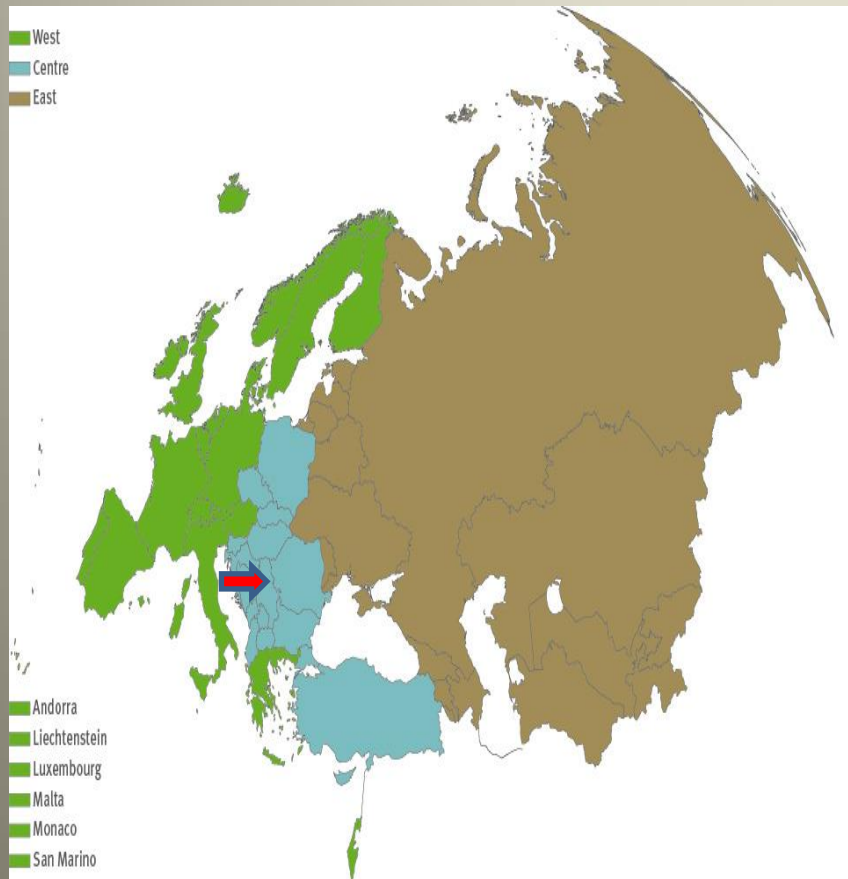 West
Centre
East
Andorra
Liechtenstein
Luxembourg
Malta
Monaco
San Marino